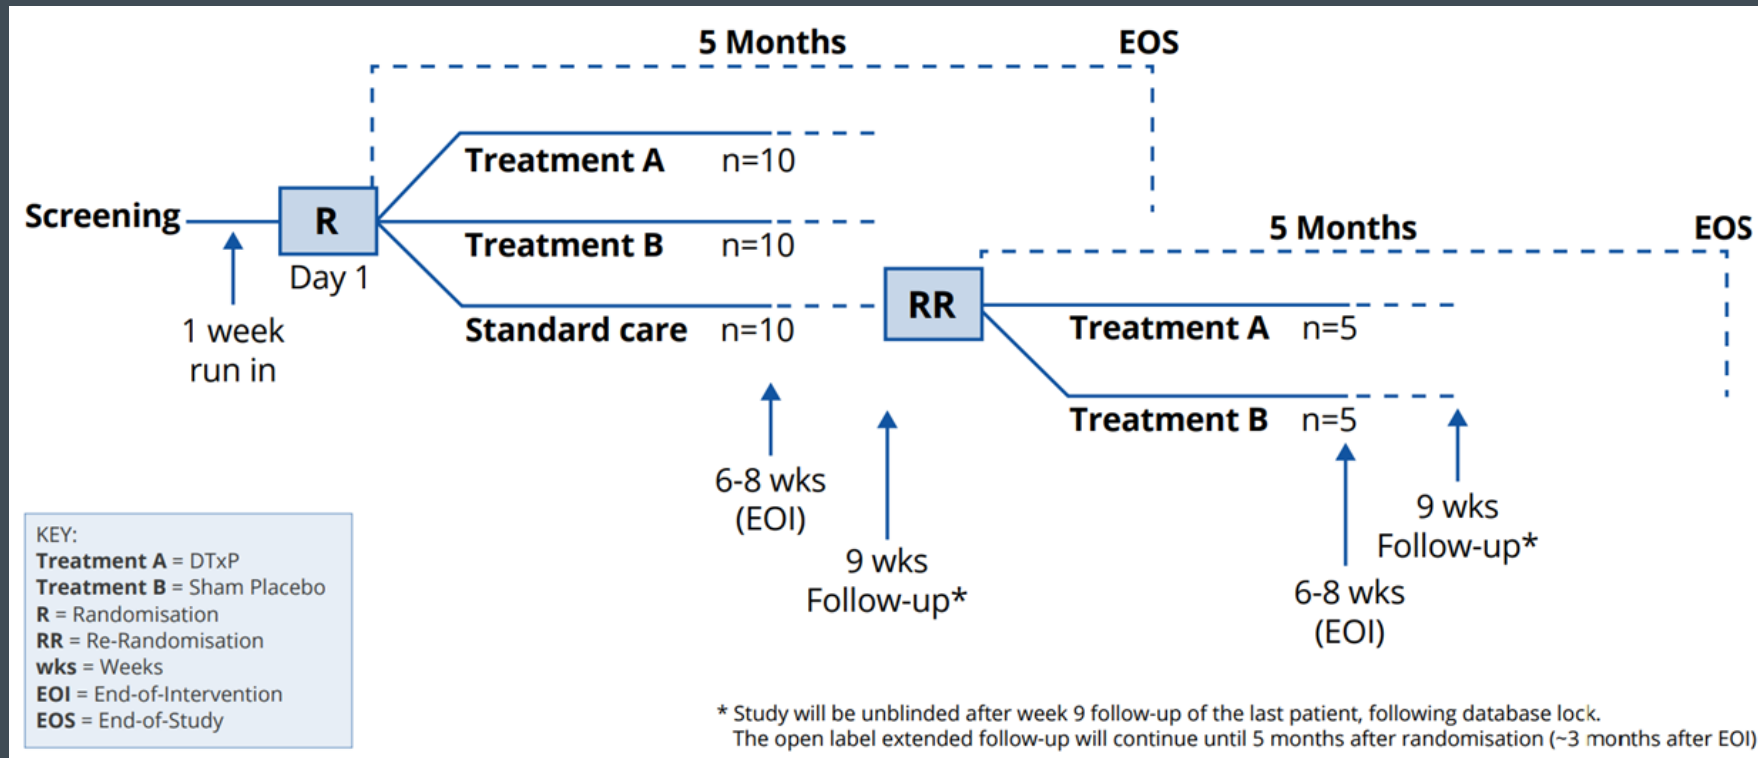 5 Months
EOS
Treatment A n=10
Screening
R
Treatment B n=10
Day 1
Standard care n=10
1 week
run in
5 Months
EOS
RR
Treatment A n=5
Treatment B n=5
6-8 wks
(EOI)
9 wks
Follow-up*
9 wks
Follow-up*
6-8 wks
(EOI)
KEY:
Treatment A = DTxP
Treatment B = Sham Placebo
R = Randomisation
RR = Re-Randomisation
wks = Weeks
EOI = End-of-Intervention
EOS = End-of-Study
* Study will be unblinded after week 9 follow-up of the last patient, following database lock.
The open label extended follow-up will continue until 5 months after randomisation (~3 months after EOI)